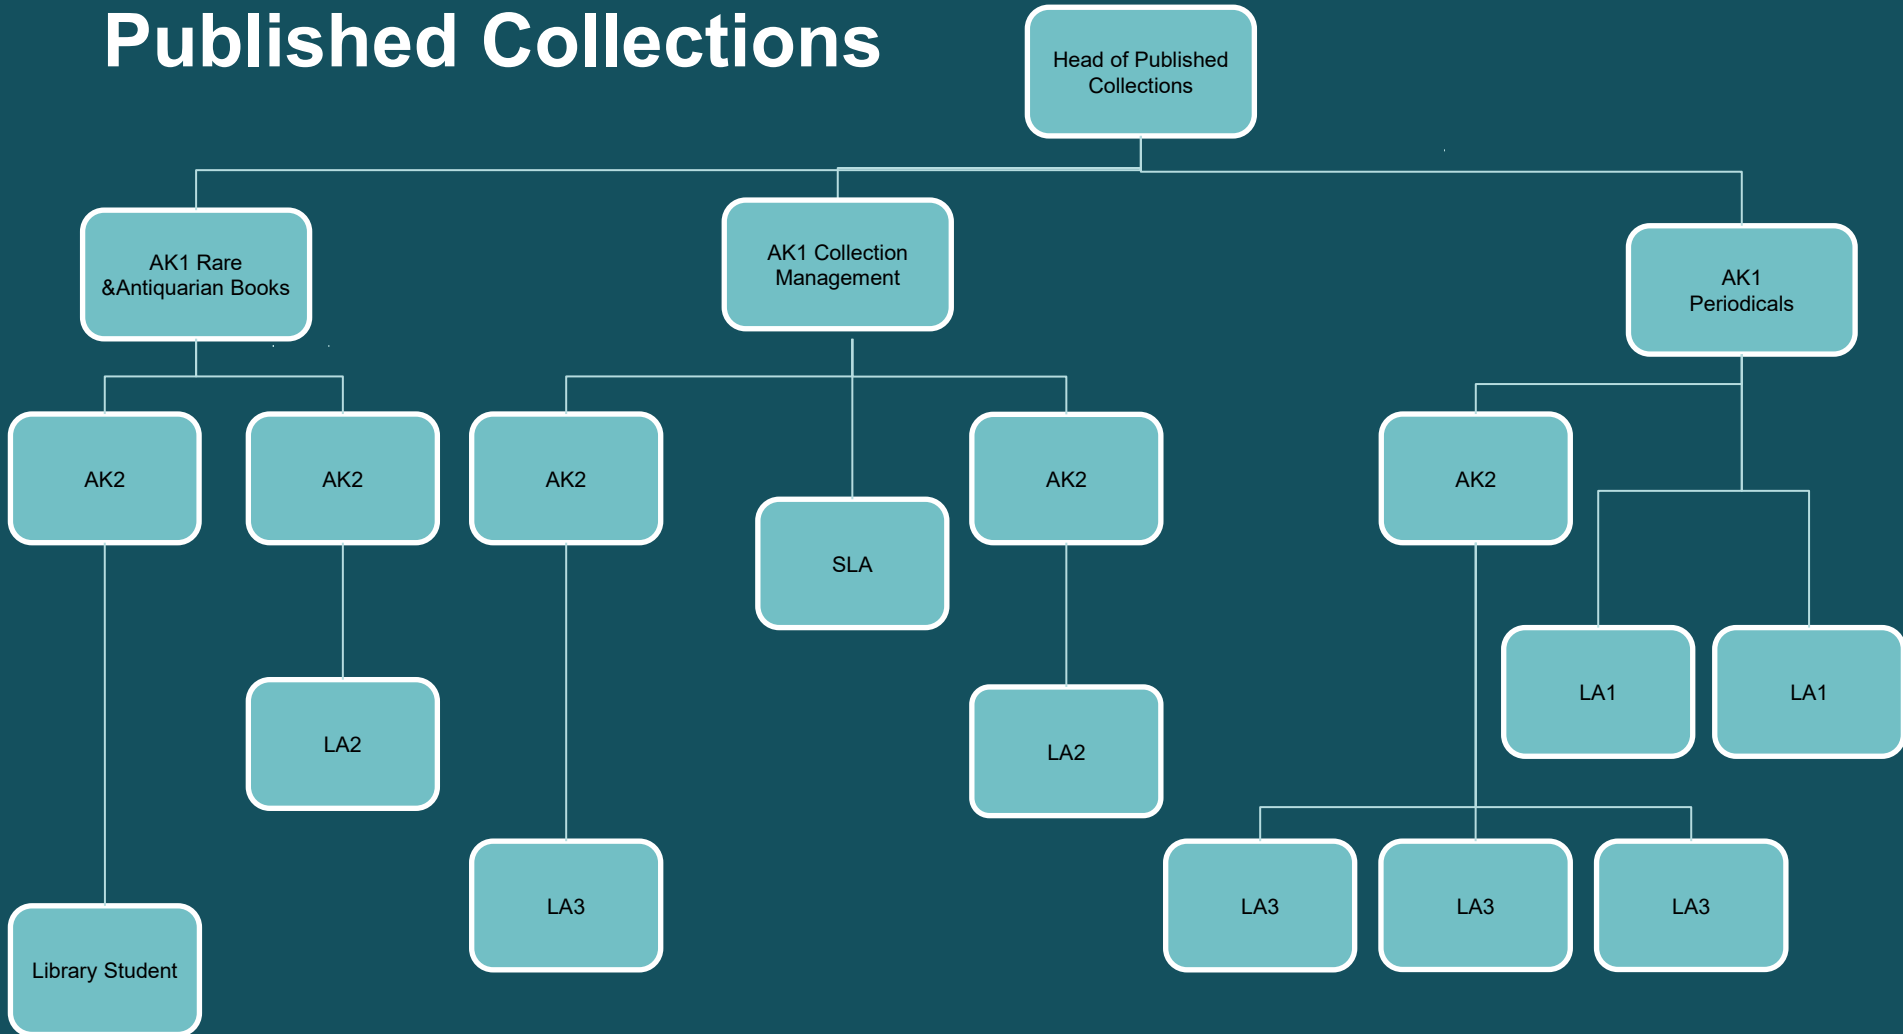 Published Collections
Head of Published
Collections
AK1 Rare
&Antiquarian Books
AK1 Collection
Management
AK1
Periodicals
AK2
AK2
AK2
AK2
AK2
SLA
LA2
LA2
LA1
LA1
LA3
LA3
LA3
LA3
Library Student